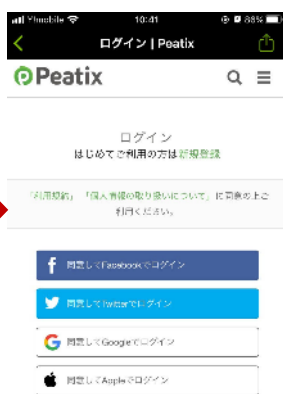 Y!mobile 10:41 88%
ログイン | Peatix
Peatix
ログイン
はじめてご利用の方は新規登録
「利用規約」「個人情報の取り扱いについて」に同意の上ご
利用ください。
同意してFacebookでログイン
同意してTwitterでログイン
同意してGoogleでログイン
同意してAppleでログイン